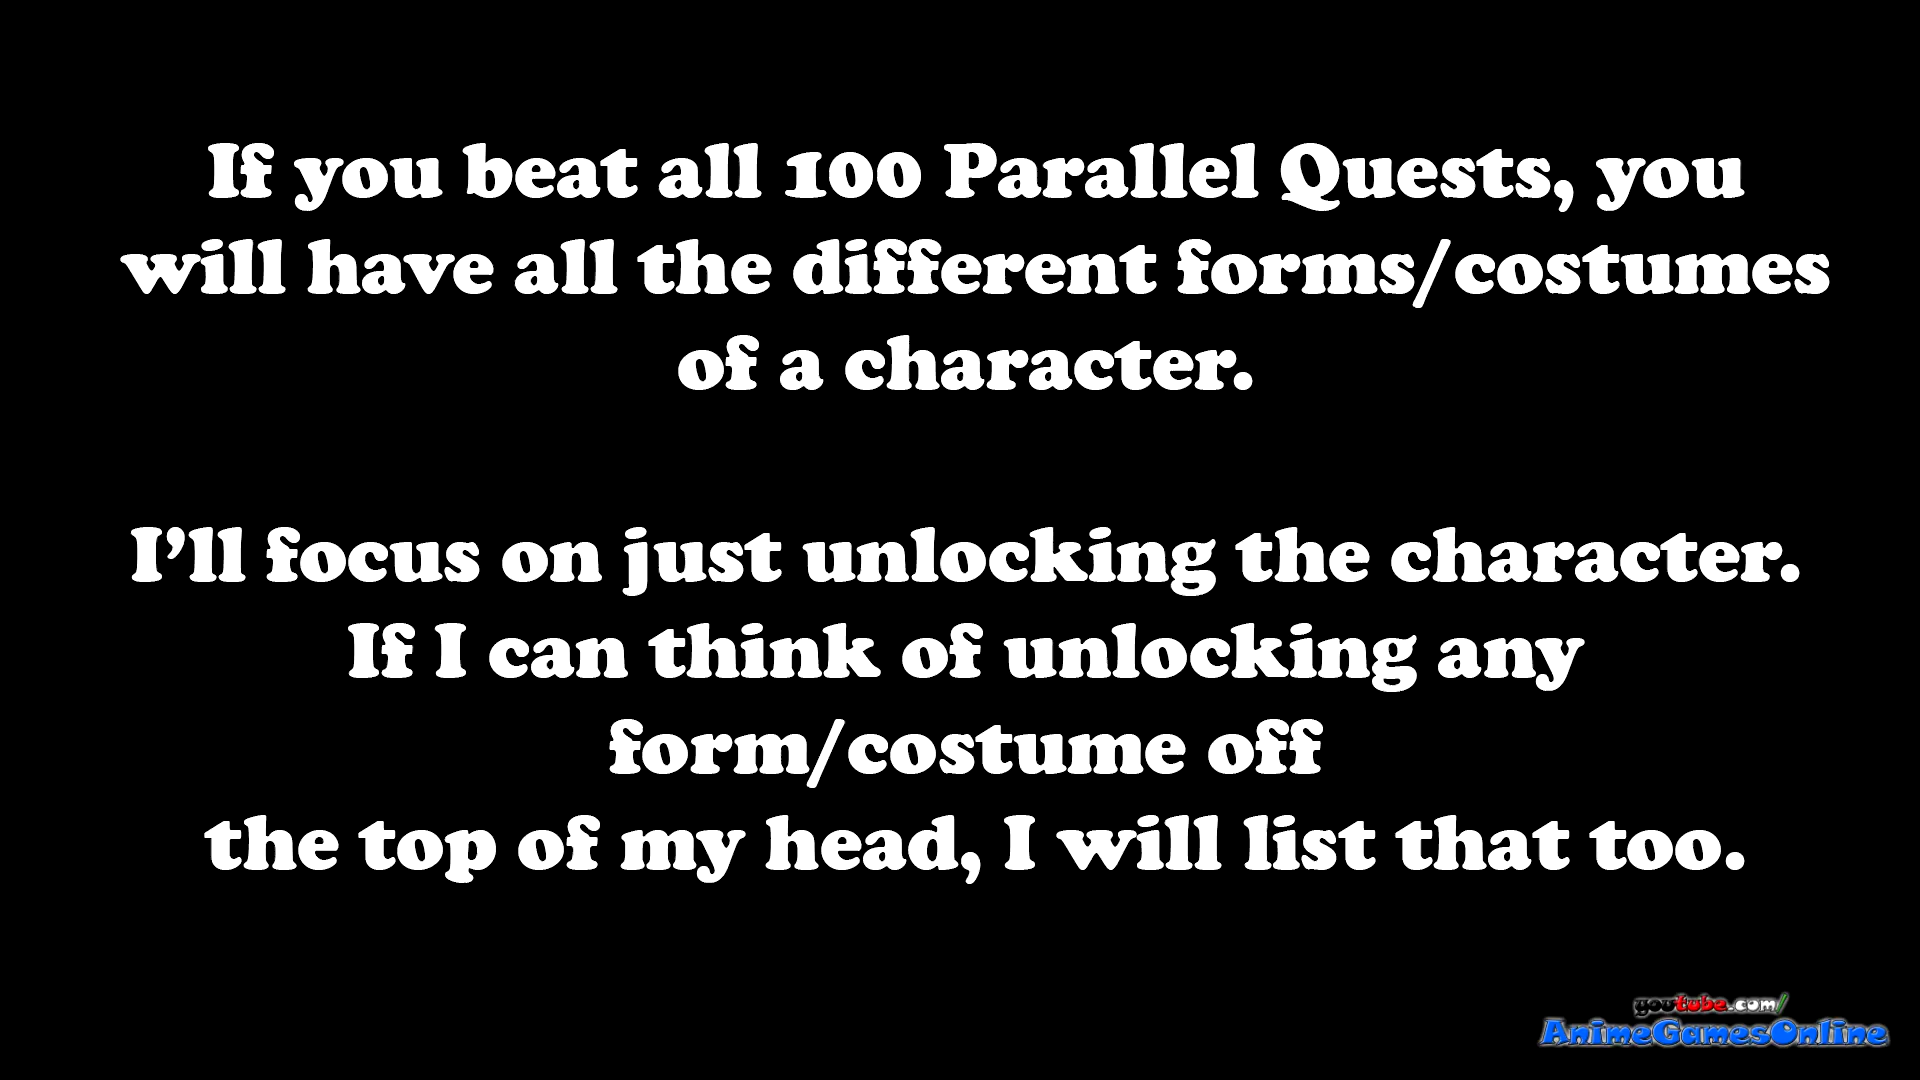 If you beat all 100 Parallel Quests, you
will have all the different forms/costumes
of a character.
I’ll focus on just unlocking the character.
If I can think of unlocking any
form/costume off
the top of my head, I will list that too.
youtube.com/
AnimeGamesOnline